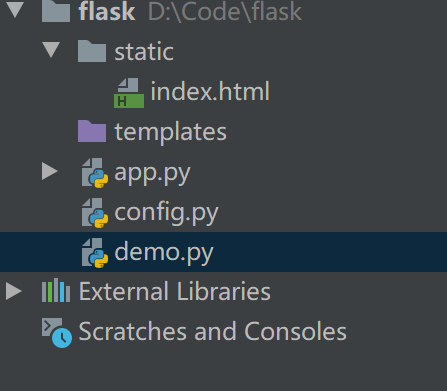 flask D:\Code\flask
static
H index.html
templates
app.py
config.py
demo.py
External Libraries
Scratches and Consoles